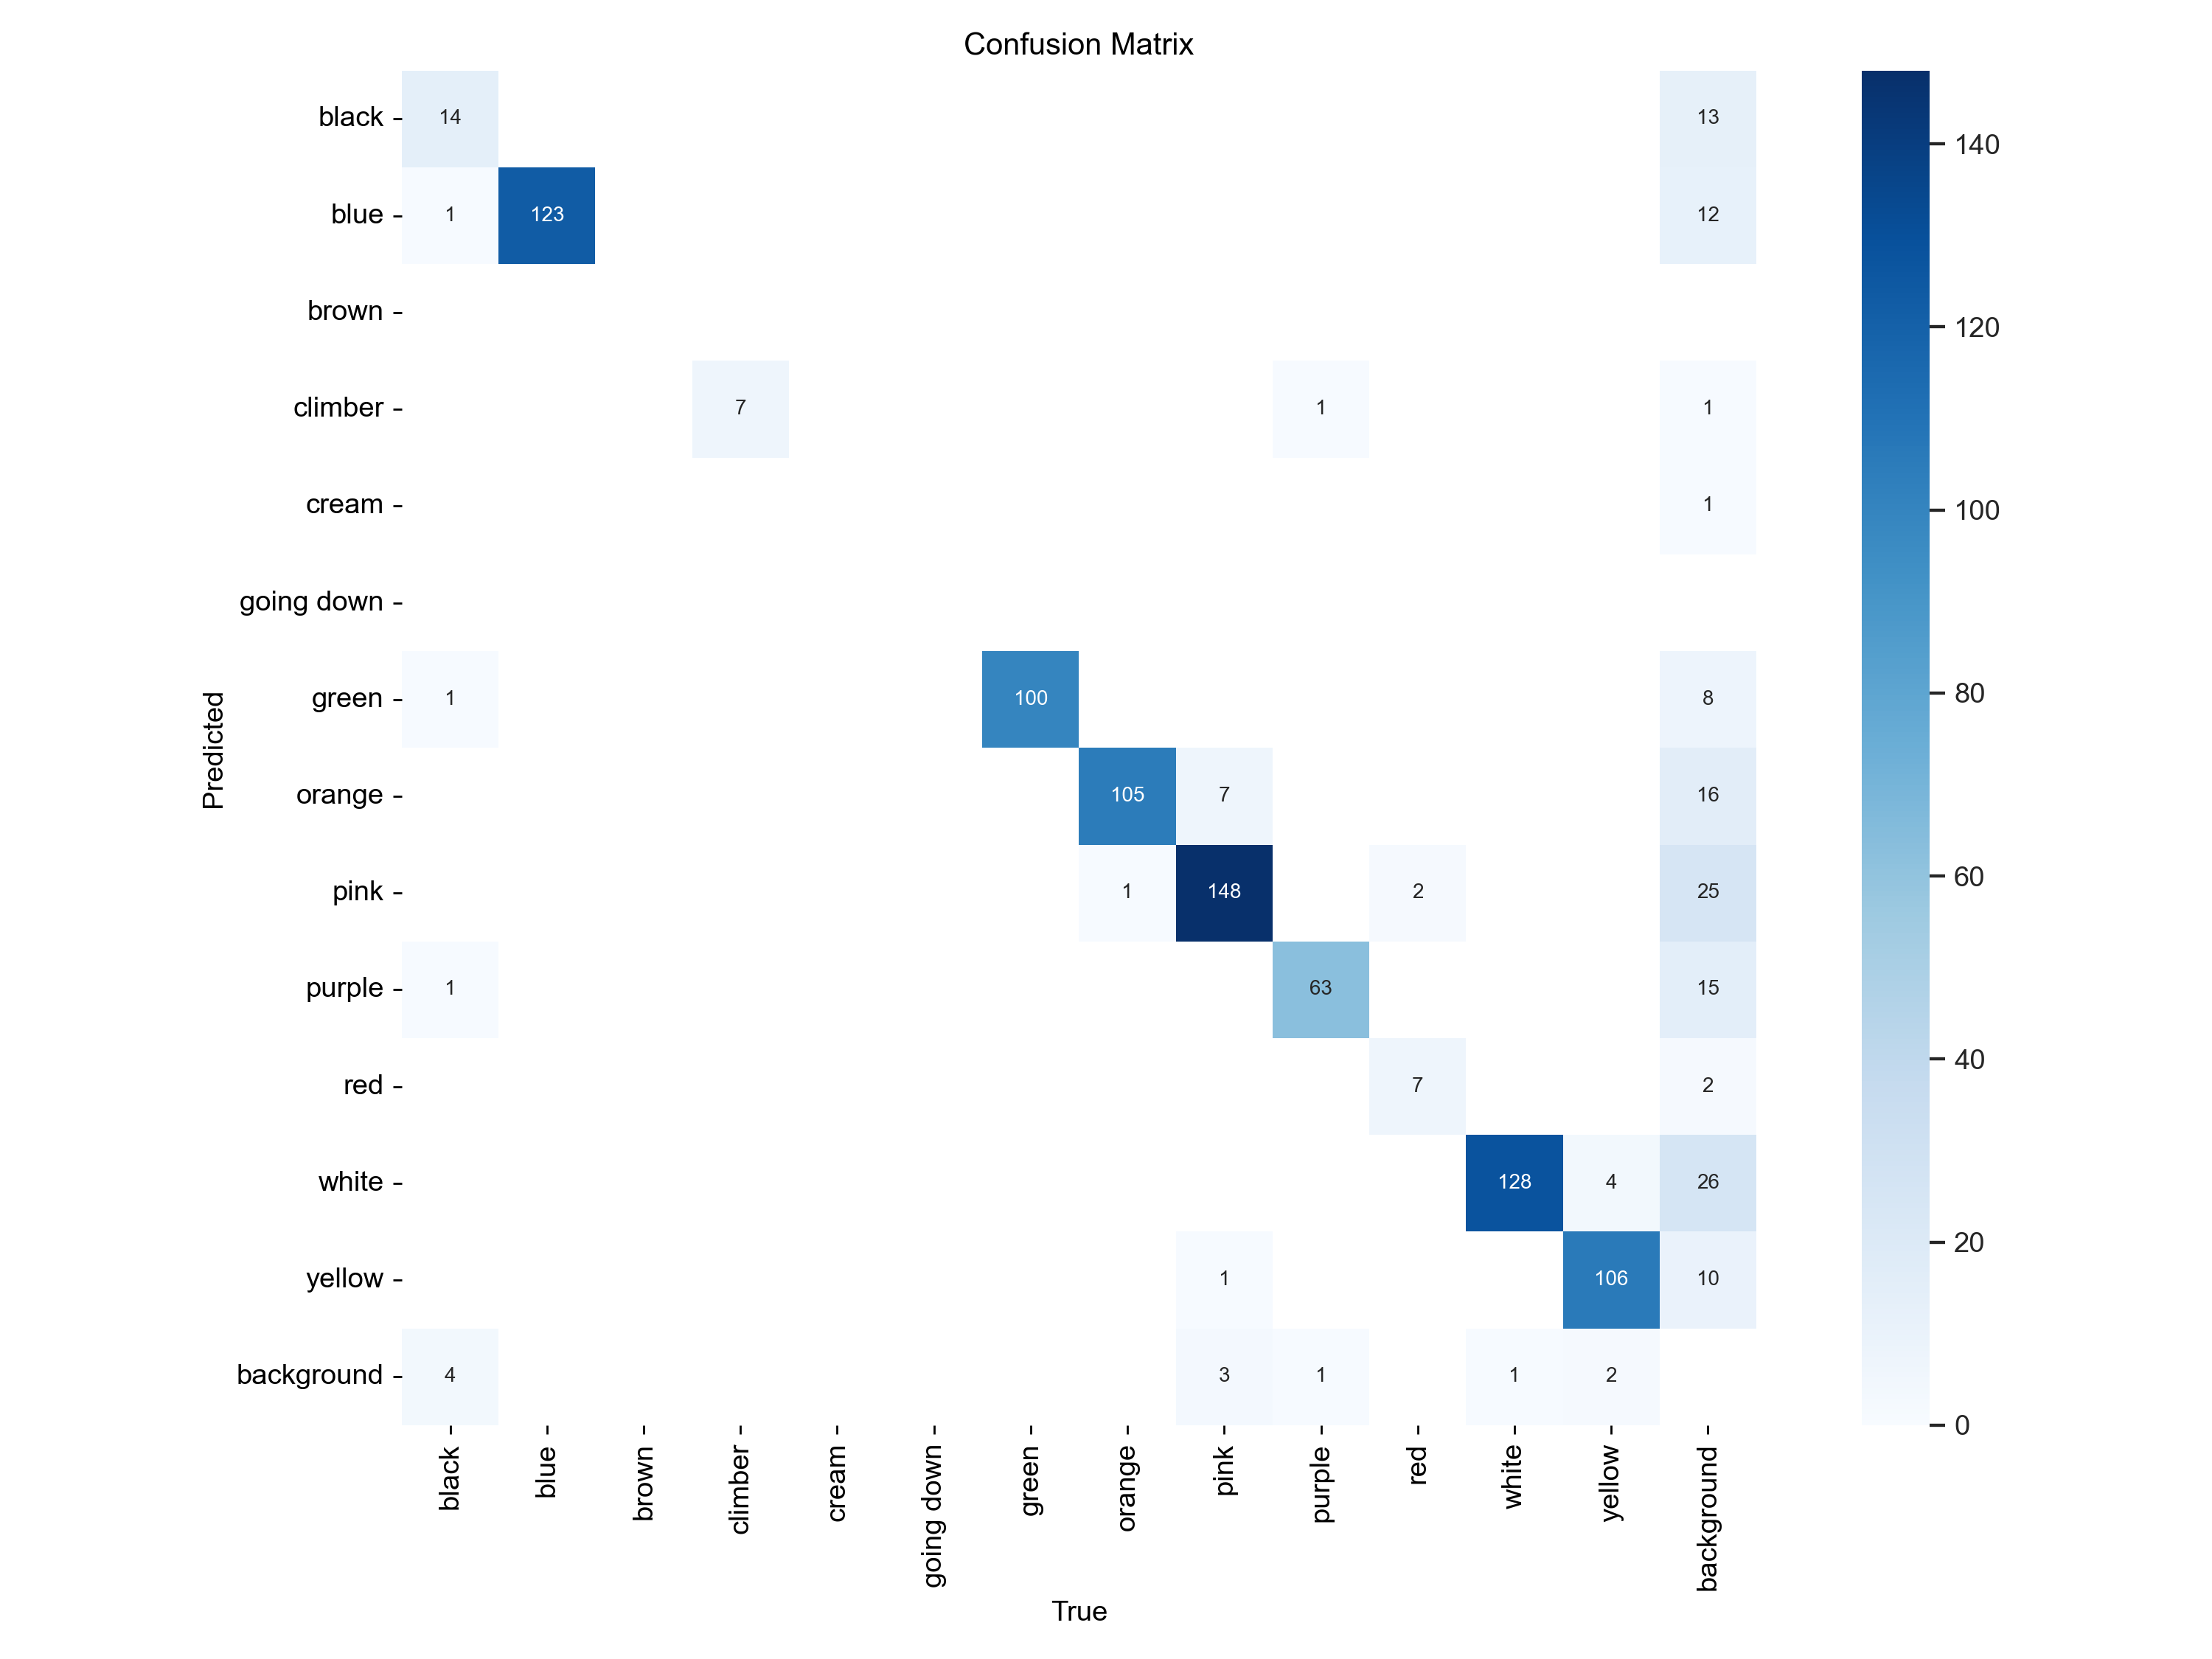 Confusion Matrix
black 14 13
blue 1 123 12
brown
climber 7 1 1
cream 1
going down
green 1 100 8
orange 105 7 16
pink 1 148 2 25
purple 1 63 15
red 7 2
white 128 4 26
yellow 1 106 10
background 4 3 1 1 2
Predicted
black blue brown climber cream going down green orange pink purple red white yellow background
True
140
120
100
80
60
40
20
0